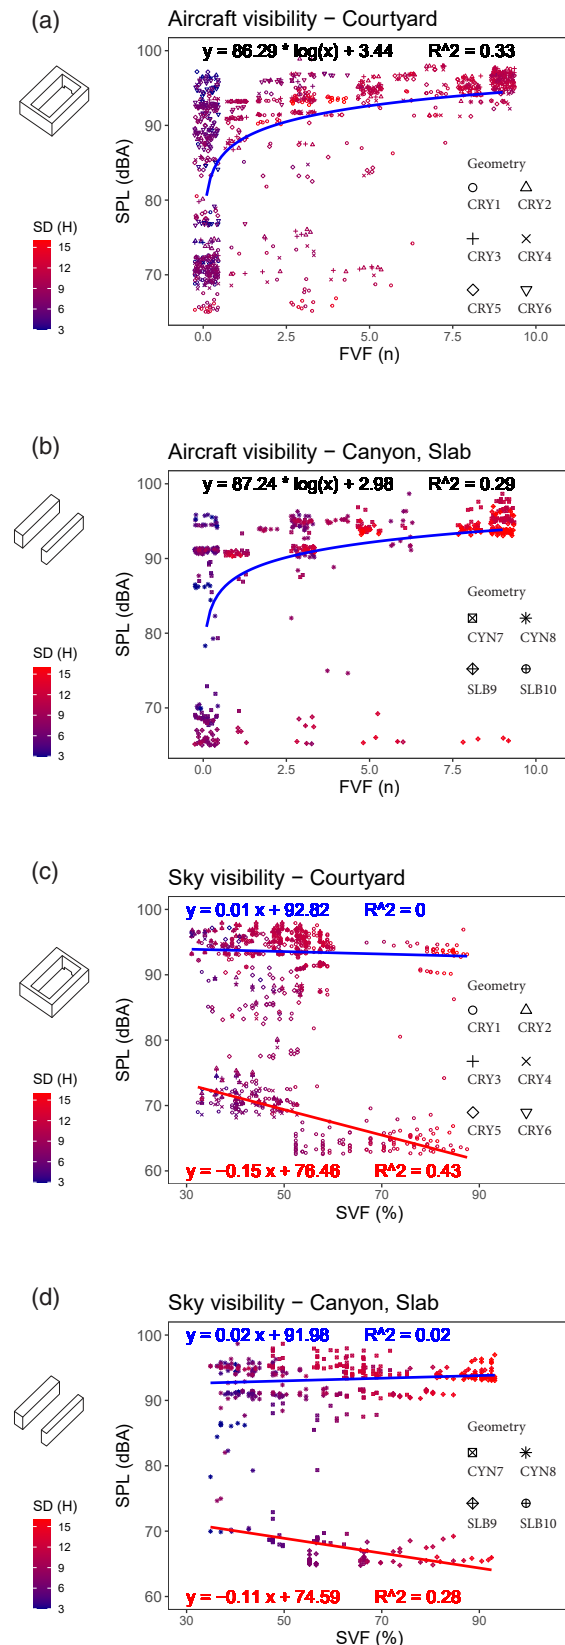 (a)
Aircraft visibility − Courtyard
y = 86.29 * log(x) + 3.44 R^2 = 0.33
100
90
80
70
SPL (dBA)
0.0 2.5 5.0 7.5 10.0
FVF (n)
SD (H)
15
12
9
6
3
Geometry
CRY1 CRY2
CRY3 CRY4
CRY5 CRY6
(b)
Aircraft visibility − Canyon, Slab
y = 87.24 * log(x) + 2.98 R^2 = 0.29
100
90
80
70
SPL (dBA)
0.0 2.5 5.0 7.5 10.0
FVF (n)
SD (H)
15
12
9
6
3
Geometry
CYN7 CYN8
SLB9 SLB10
(c)
Sky visibility − Courtyard
y = 0.01 x + 92.82 R^2 = 0
100
90
80
70
60
SPL (dBA)
y = −0.15 x + 76.46 R^2 = 0.43
30 50 70 90
SVF (%)
SD (H)
15
12
9
6
3
Geometry
CRY1 CRY2
CRY3 CRY4
CRY5 CRY6
(d)
Sky visibility − Canyon, Slab
y = 0.02 x + 91.98 R^2 = 0.02
100
90
80
70
60
SPL (dBA)
y = −0.11 x + 74.59 R^2 = 0.28
30 50 70 90
SVF (%)
SD (H)
15
12
9
6
3
Geometry
CYN7 CYN8
SLB9 SLB10